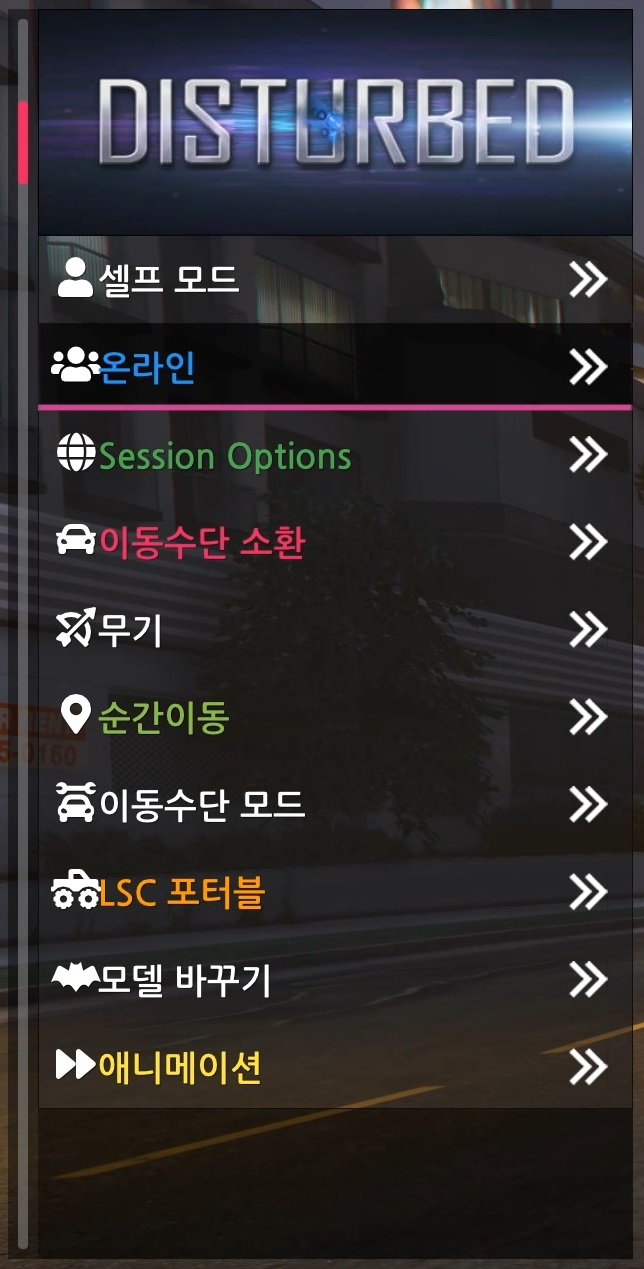 DISTURBED
셀프 모드
온라인
Session Options
이동수단 소환
무기
순간이동
이동수단 모드
LSC 포터블
모델 바꾸기
애니메이션
5-0160